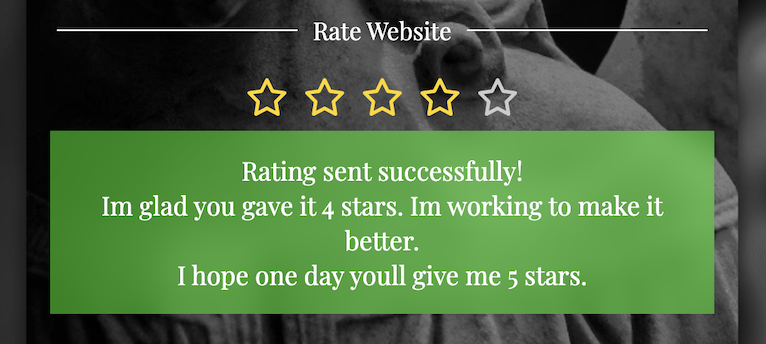 Rate Website
Rating sent successfully!
Im glad you gave it 4 stars. Im working to make it
better.
I hope one day youll give me 5 stars.